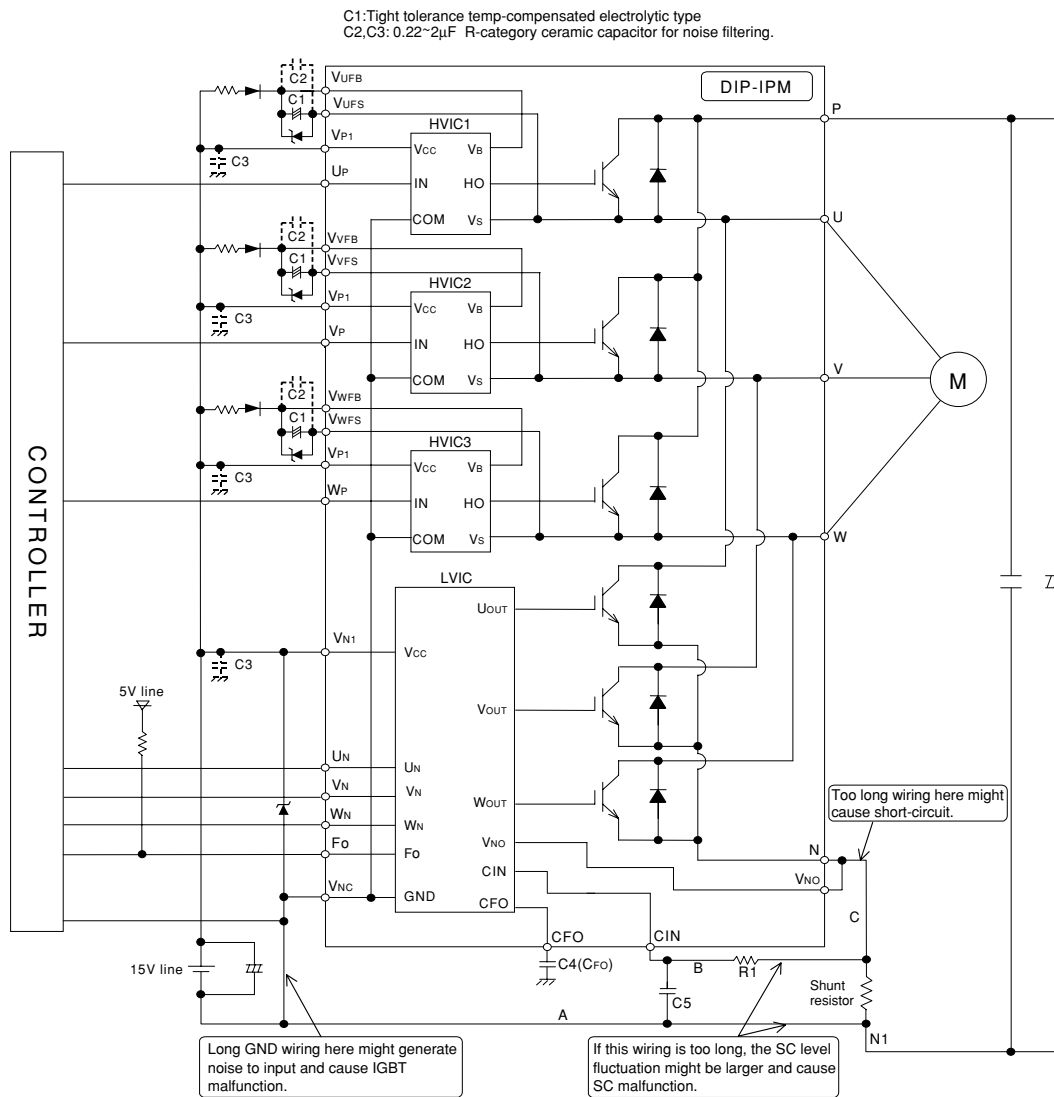 C1:Tight tolerance temp-compensated electrolytic type
C2,C3: 0.22~2μF R-category ceramic capacitor for noise filtering.
DIP-IPM
C2
C1
VUFB
VUFS
VP1
C3
UP
HVIC1
VCC
VB
IN
HO
COM
VS
P
U
C2
C1
VVFB
VVFS
VP1
C3
VP
HVIC2
VCC
VB
IN
HO
COM
VS
V
M
C2
C1
VWFB
VWFS
VP1
C3
WP
HVIC3
VCC
VB
IN
HO
COM
VS
W
CONTROLLER
LVIC
UOUT
VN1
C3
VCC
5V line
VOUT
UN
UN
VN
VN
WN
WN
WOUT
Fo
Fo
VNO
CIN
VNC
GND
CFO
Too long wiring here might
cause short-circuit.
N
VNO
C
CFO
CIN
15V line
C4(CFO)
B
R1
C5
Shunt
resistor
A
N1
Long GND wiring here might generate
noise to input and cause IGBT
malfunction.
If this wiring is too long, the SC level
fluctuation might be larger and cause
SC malfunction.